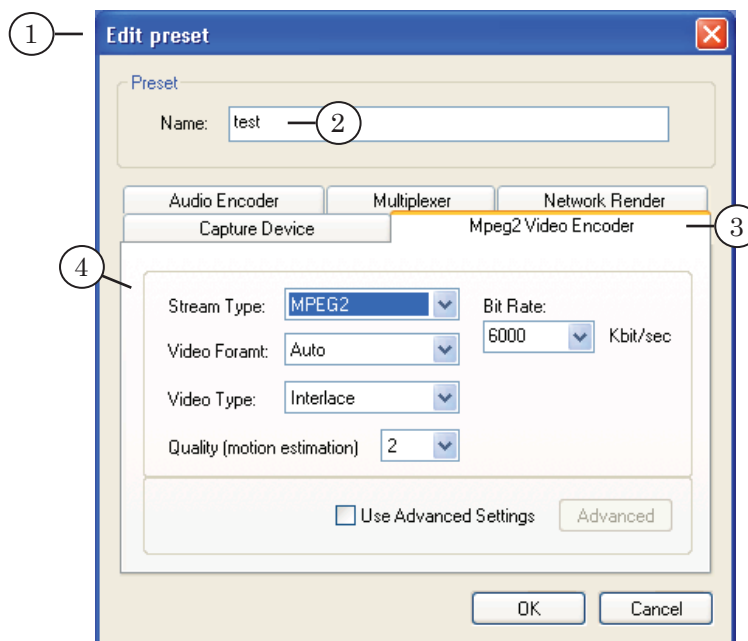 1
Edit preset
Preset
Name: test 2
Audio Encoder Multiplexer Network Render
Capture Device Mpeg2 Video Encoder 3
4
Stream Type: MPEG2 Bit Rate:
6000 Kbit/sec
Video Foramt: Auto
Video Type: Interlace
Quality (motion estimation) 2
Use Advanced Settings Advanced
OK Cancel